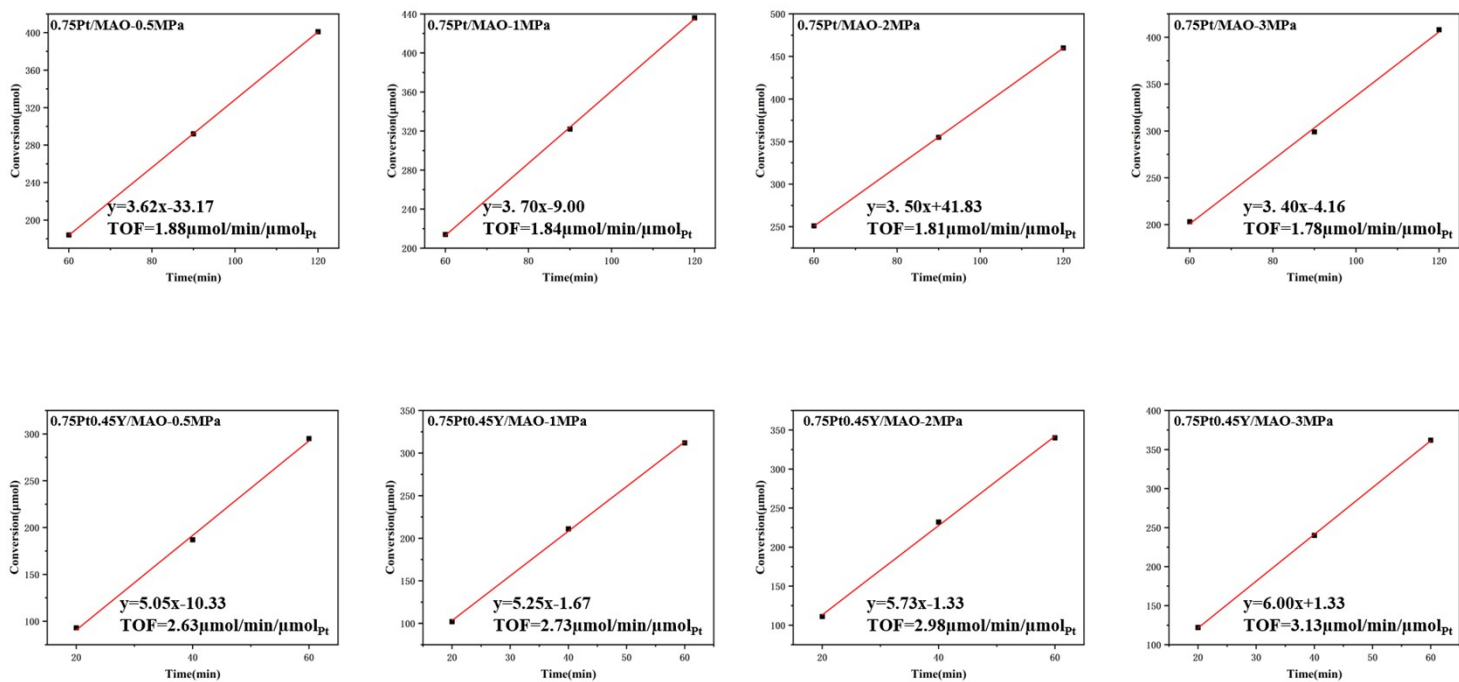 0.75Pt/MAO-0.5MPa
400
360
320
280
240
200
Conversion(μmol)
y=3.62x-33.17
TOF=1.88μmol/min/μmolPt
60 80 100 120
Time(min)
0.75Pt/MAO-1MPa
440
400
360
320
280
240
200
Conversion(μmol)
y=3. 70x-9.00
TOF=1.84μmol/min/μmolPt
60 80 100 120
Time(min)
0.75Pt/MAO-2MPa
500
450
400
350
300
250
Conversion(μmol)
y=3. 50x+41.83
TOF=1.81μmol/min/μmolPt
60 80 100 120
Time(min)
0.75Pt/MAO-3MPa
400
350
300
250
200
Conversion(μmol)
y=3. 40x-4.16
TOF=1.78μmol/min/μmolPt
60 80 100 120
Time(min)
0.75Pt0.45Y/MAO-0.5MPa
300
250
200
150
100
Conversion(μmol)
y=5.05x-10.33
TOF=2.63μmol/min/μmolPt
20 30 40 50 60
Time(min)
0.75Pt0.45Y/MAO-1MPa
350
300
250
200
150
100
50
Conversion(μmol)
y=5.25x-1.67
TOF=2.73μmol/min/μmolPt
20 30 40 50 60
Time(min)
0.75Pt0.45Y/MAO-2MPa
350
300
250
200
150
100
Conversion(μmol)
y=5.73x-1.33
TOF=2.98μmol/min/μmolPt
20 40 60
Time(min)
0.75Pt0.45Y/MAO-3MPa
400
350
300
250
200
150
100
Conversion(μmol)
y=6.00x+1.33
TOF=3.13μmol/min/μmolPt
20 30 40 50 60
Time(min)